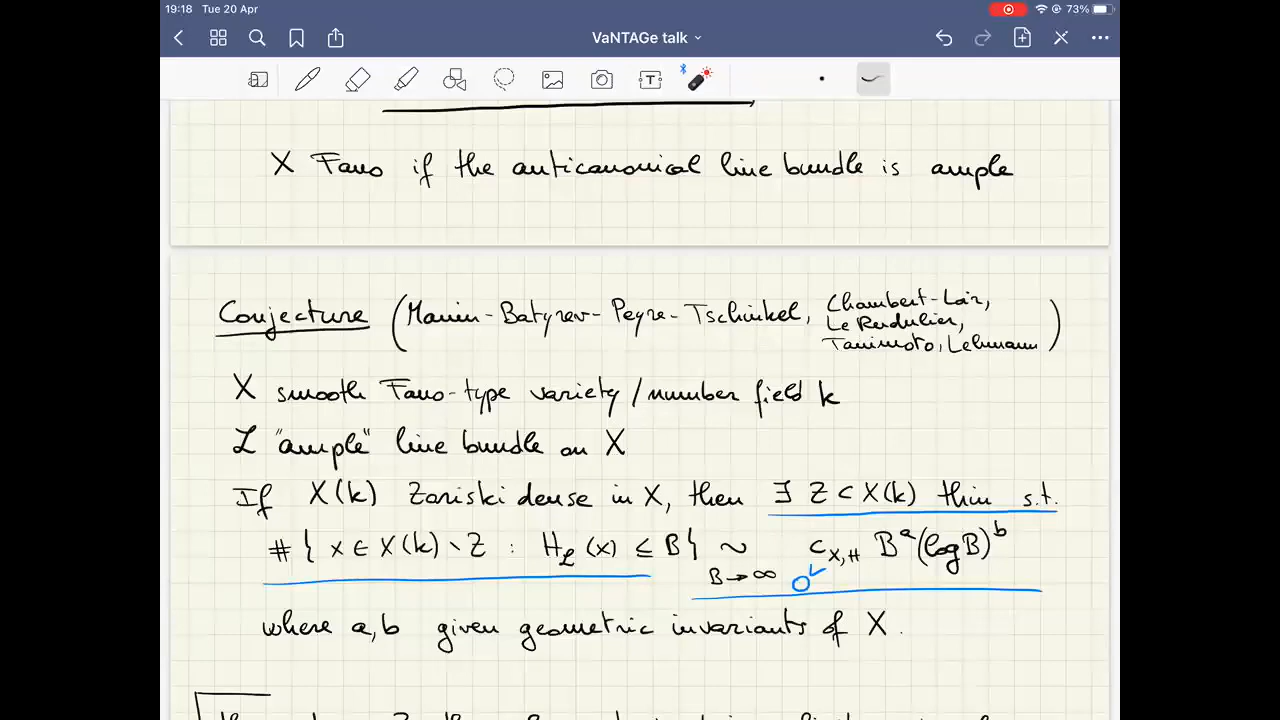 19:18 Tue 20 Apr 73%
VaNTAGe talk
X Fano if the anticanonical line bundle is ample
Conjecture (Manin-Batyrev-Peyre-Tschinkel, Chambert-Loir,
Le Rudulier,
Tanimoto, Lehmann)
X smooth Fano-type variety / number field k
L "ample" line bundle on X
If X(k) Zariski dense in X, then ∃ Z ⊂ X(k) thin s.t.
# { x ∈ X(k) \ Z : H_L(x) ≤ B } ~ c_{X,H} B^a (log B)^b
B → ∞ 0
where a, b given geometric invariants of X.